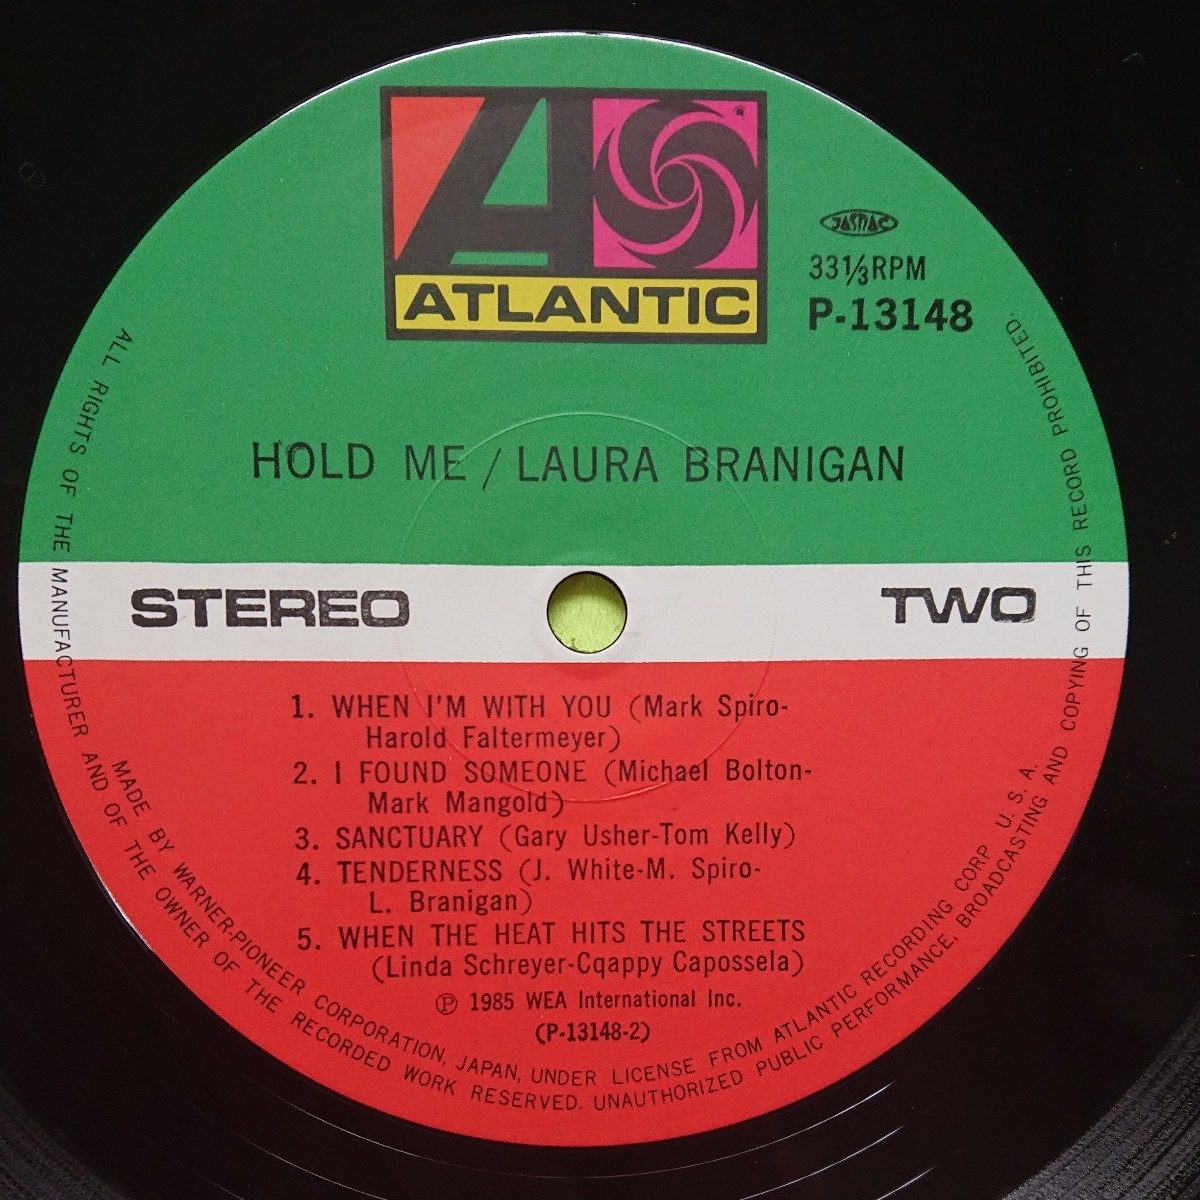 ATLANTIC
JASRAC
33⅓RPM
P-13148
HOLD ME / LAURA BRANIGAN
STEREO
TWO
1. WHEN I'M WITH YOU (Mark Spiro-
Harold Faltermeyer)
2. I FOUND SOMEONE (Michael Bolton-
Mark Mangold)
3. SANCTUARY (Gary Usher-Tom Kelly)
4. TENDERNESS (J. White-M. Spiro-
L. Branigan)
5. WHEN THE HEAT HITS THE STREETS
(Linda Schreyer-Cqappy Capossela)
Ⓟ 1985 WEA International Inc.
(P-13148-2)
MADE BY WARNER-PIONEER CORPORATION, JAPAN, UNDER LICENSE FROM ATLANTIC RECORDING CORP U. S. A.
ALL RIGHTS OF THE MANUFACTURER AND OF THE OWNER OF THE RECORDED WORK RESERVED. UNAUTHORIZED PUBLIC PERFORMANCE, BROADCASTING AND COPYING OF THIS RECORD PROHIBITED.